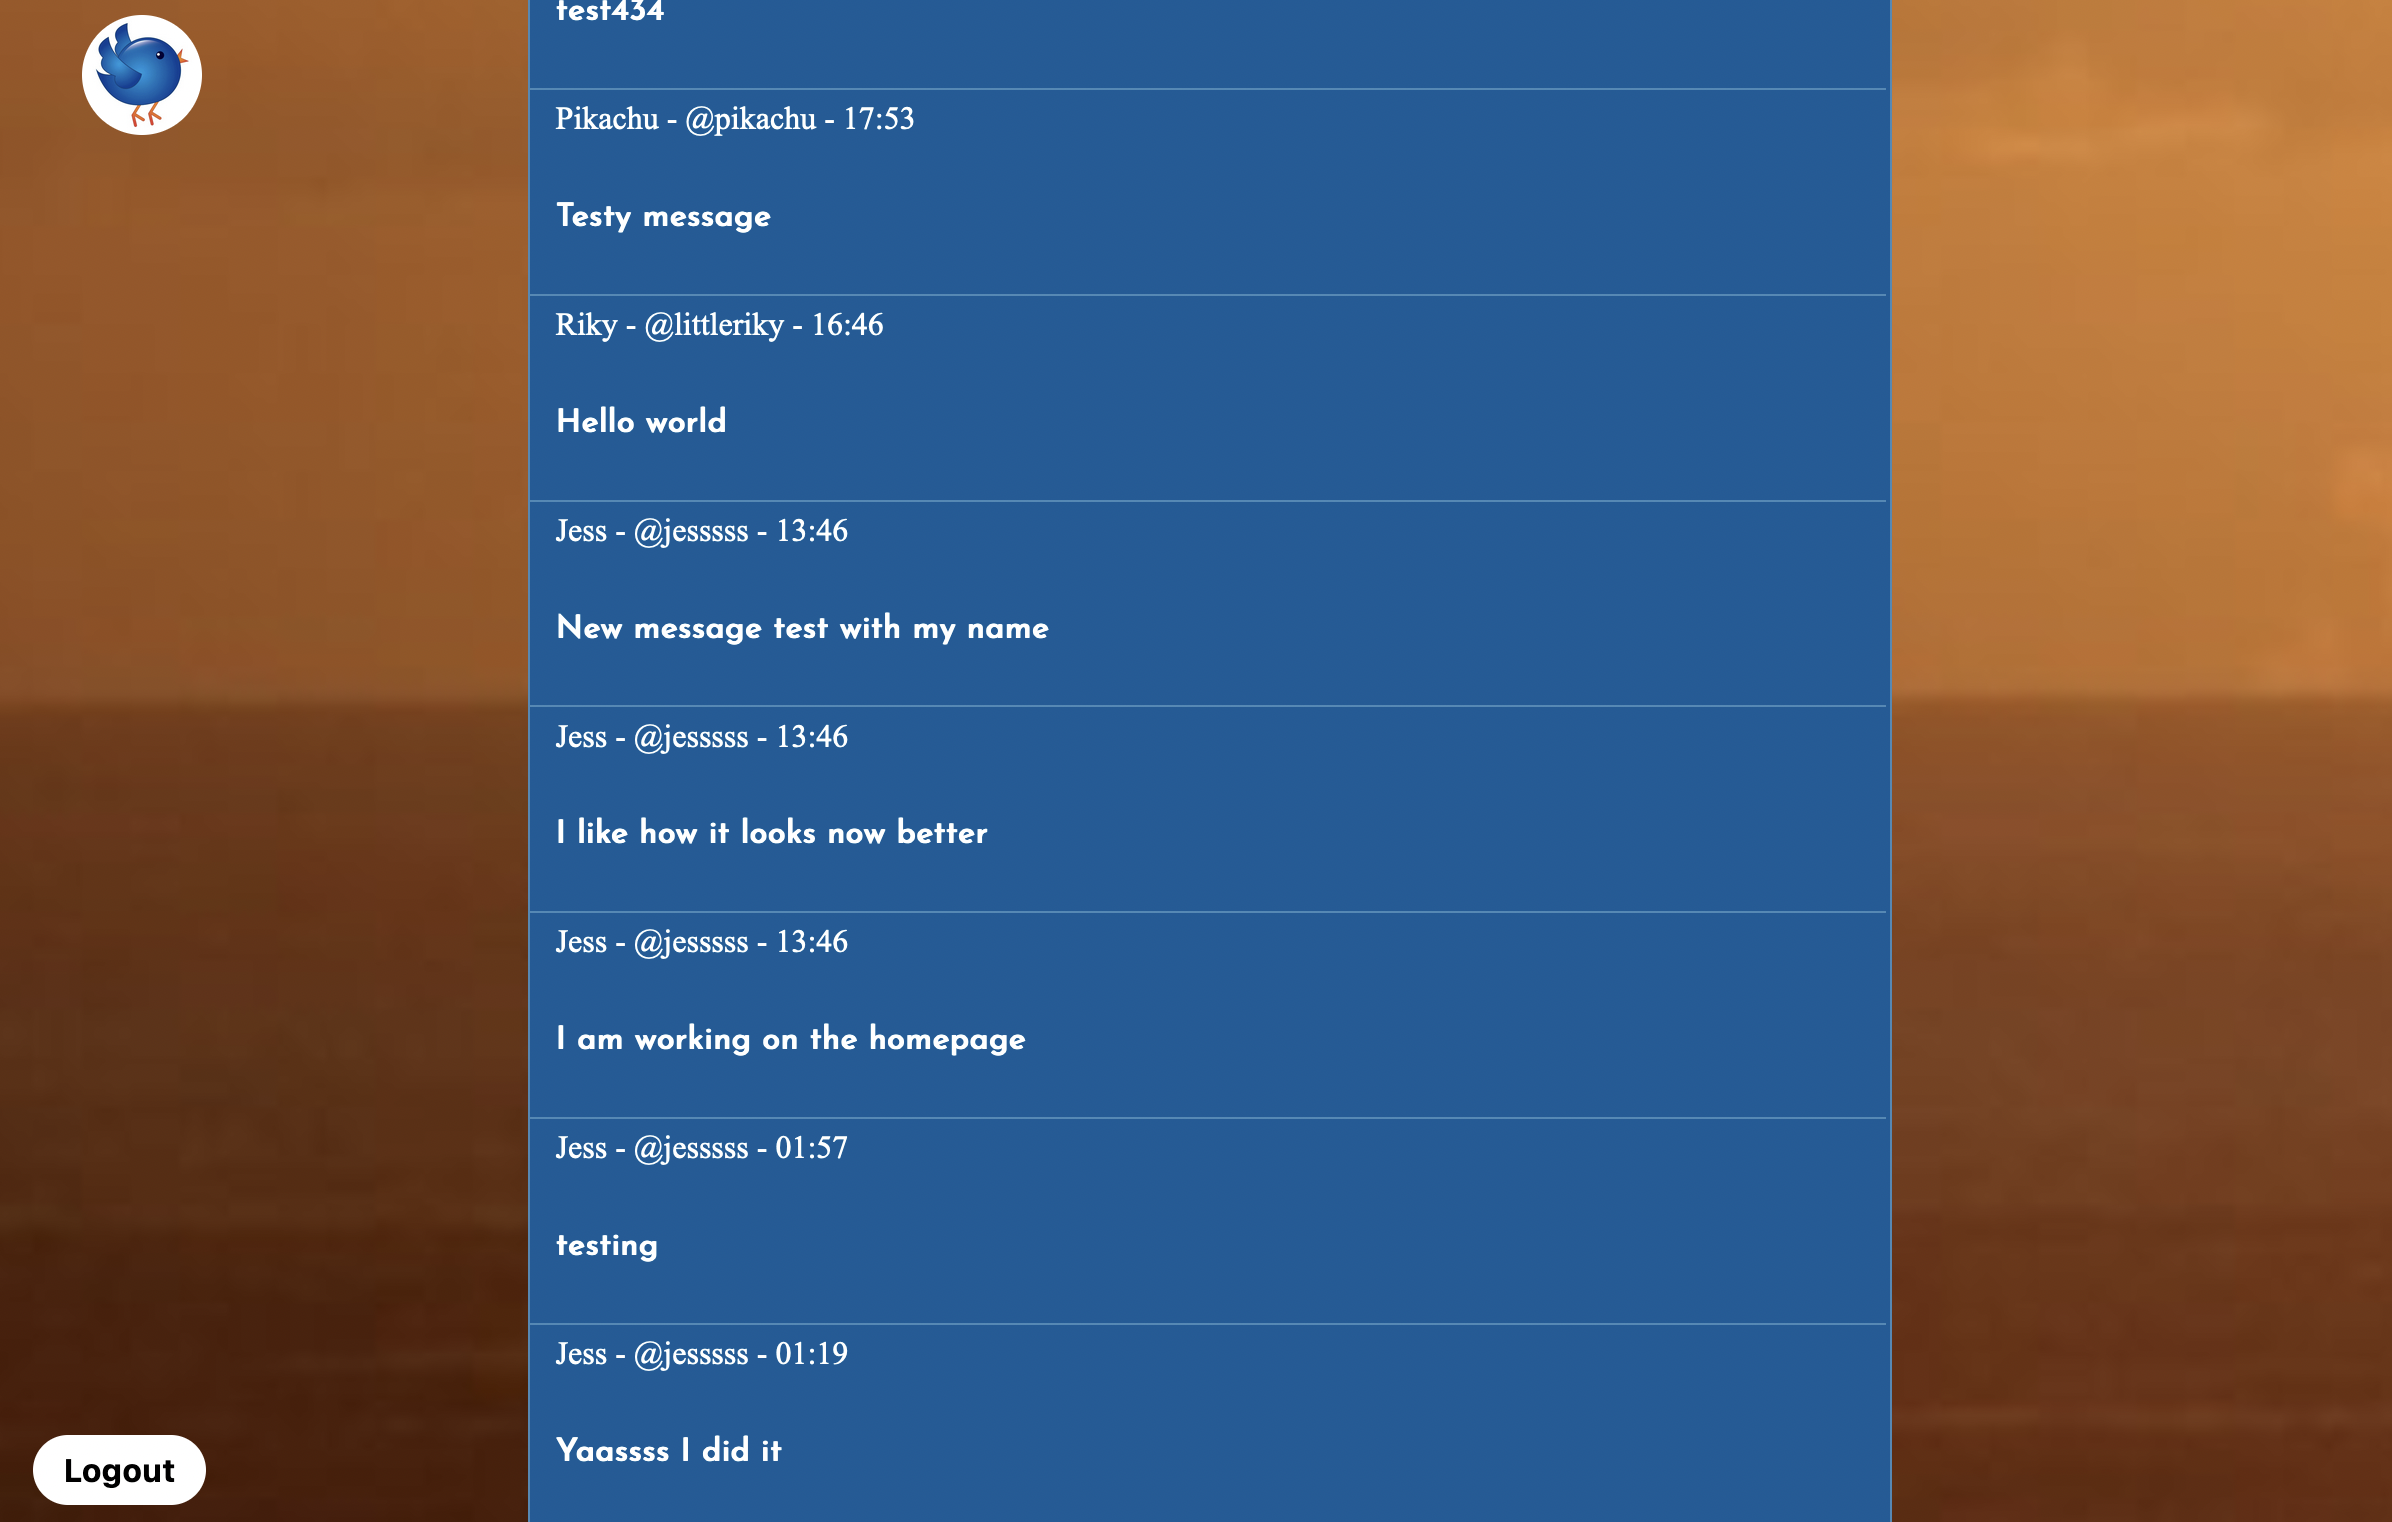 test434
Pikachu - @pikachu - 17:53
Testy message
Riky - @littleriky - 16:46
Hello world
Jess - @jesssss - 13:46
New message test with my name
Jess - @jesssss - 13:46
I like how it looks now better
Jess - @jesssss - 13:46
I am working on the homepage
Jess - @jesssss - 01:57
testing
Jess - @jesssss - 01:19
Yaassss I did it
Logout